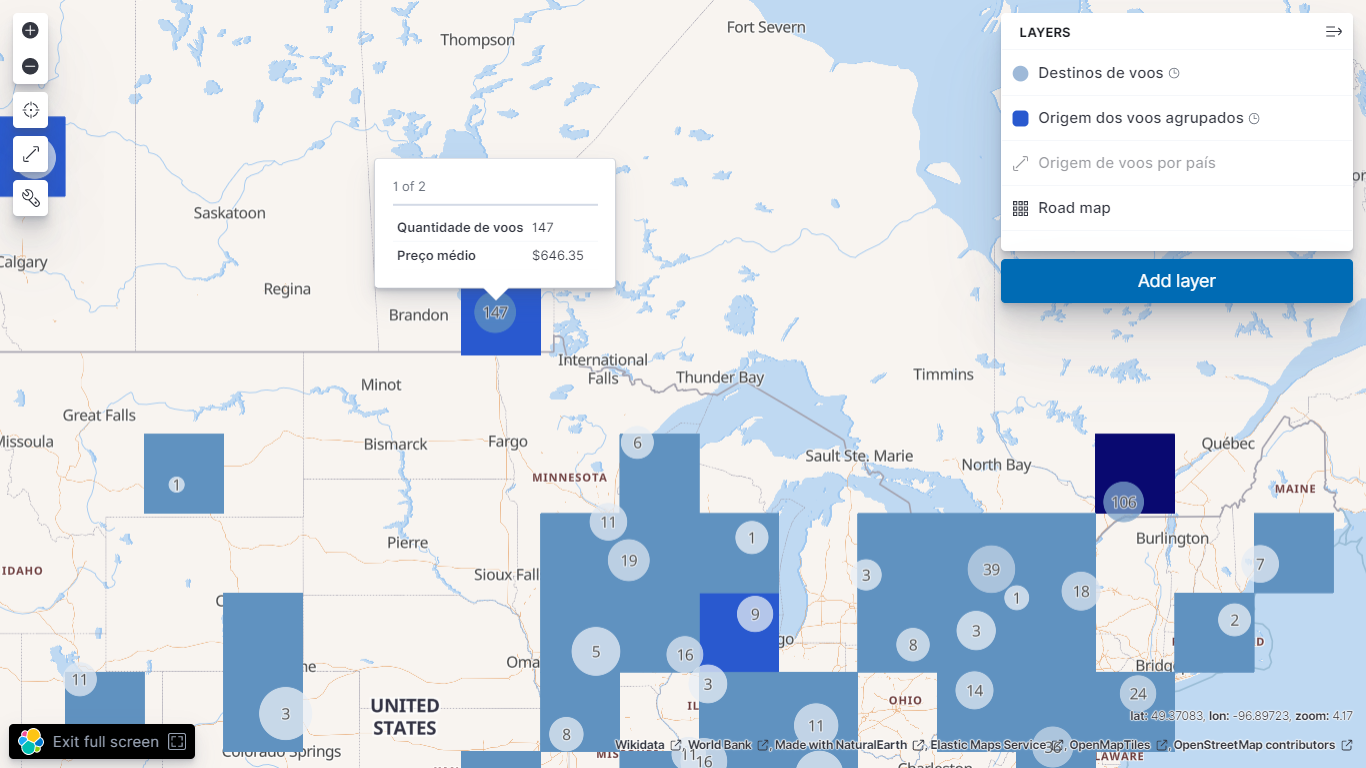 Thompson
Fort Severn
LAYERS
Destinos de voos
Origem dos voos agrupados
Origem de voos por país
Road map
Add layer
1 of 2
Quantidade de voos 147
Preço médio $646.35
Saskatoon
Calgary
Regina
Brandon
147
International
Falls
Thunder Bay
Timmins
Minot
Great Falls
Missoula
Bismarck
Fargo
6
Sault Ste. Marie
North Bay
Québec
MINNESOTA
MAINE
1
106
11
19
1
Burlington
Pierre
IDAHO
Sioux Fall
3
39
1
18
7
9
2
3
8
go
D
5
16
Oma
ne
Bridg
11
3
14
24
OHIO
UNITED
STATES
IL
3
11
8
lat: 49.37083, lon: -96.89723, zoom: 4.17
Exit full screen
Colorado Springs
MIS
11
16
36
Wikidata , World Bank , Made with NaturalEarth , Elastic Maps Service , OpenMapTiles , OpenStreetMap contributors
Charleston
LAWARE